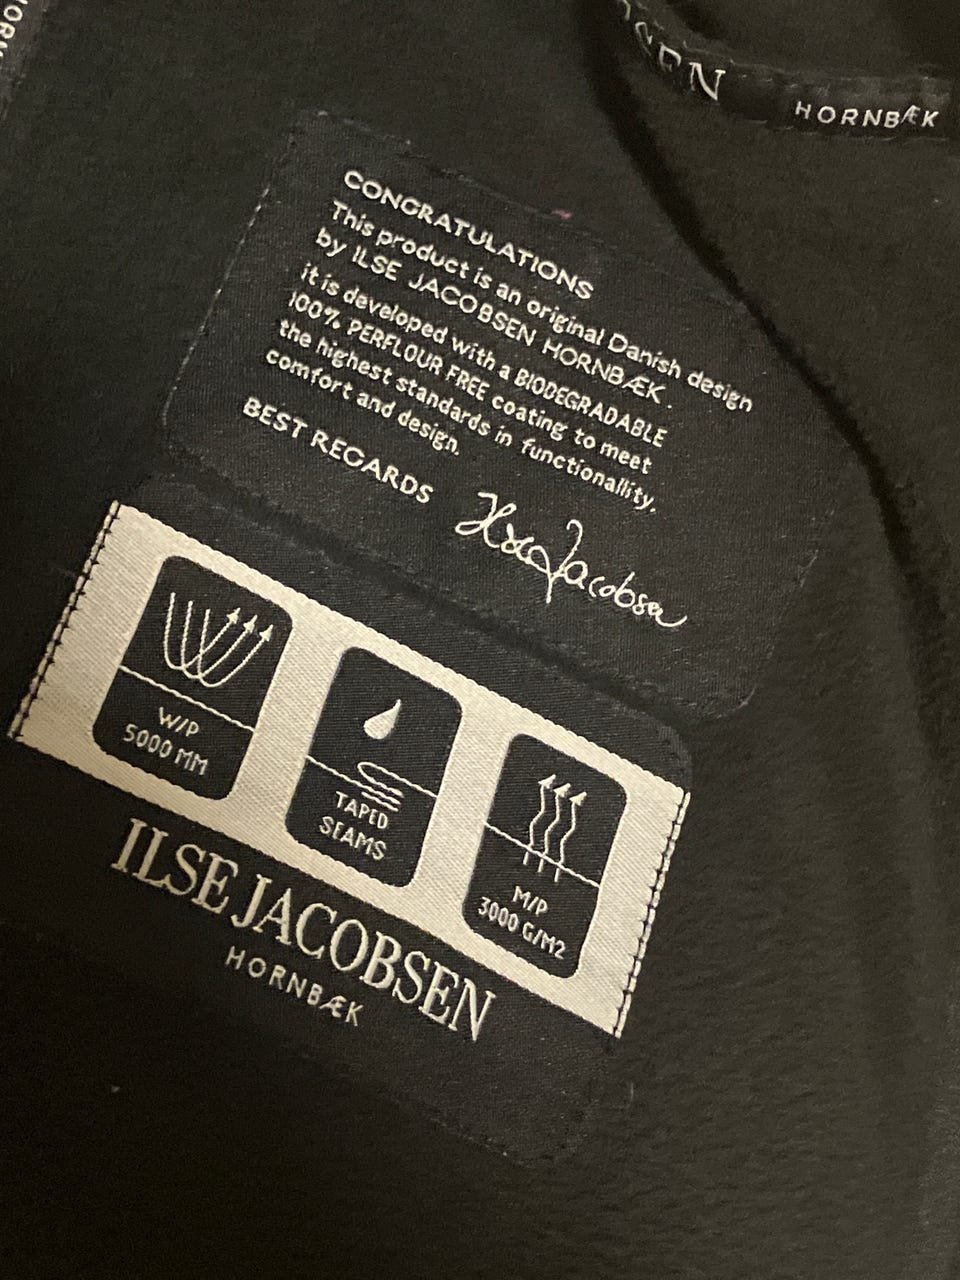 HORNBÆK
CONGRATULATIONS
This product is an original Danish design
by ILSE JACOBSEN HORNBÆK.
it is developed with a BIODEGRADABLE
100% PERFLOUR FREE coating to meet
the highest standards in functionallity,
comfort and design.
BEST REGARDS
Ilse Jacobsen
W/P
5000 MM
TAPED
SEAMS
M/P
3000 G/M2
ILSE JACOBSEN
HORNBÆK